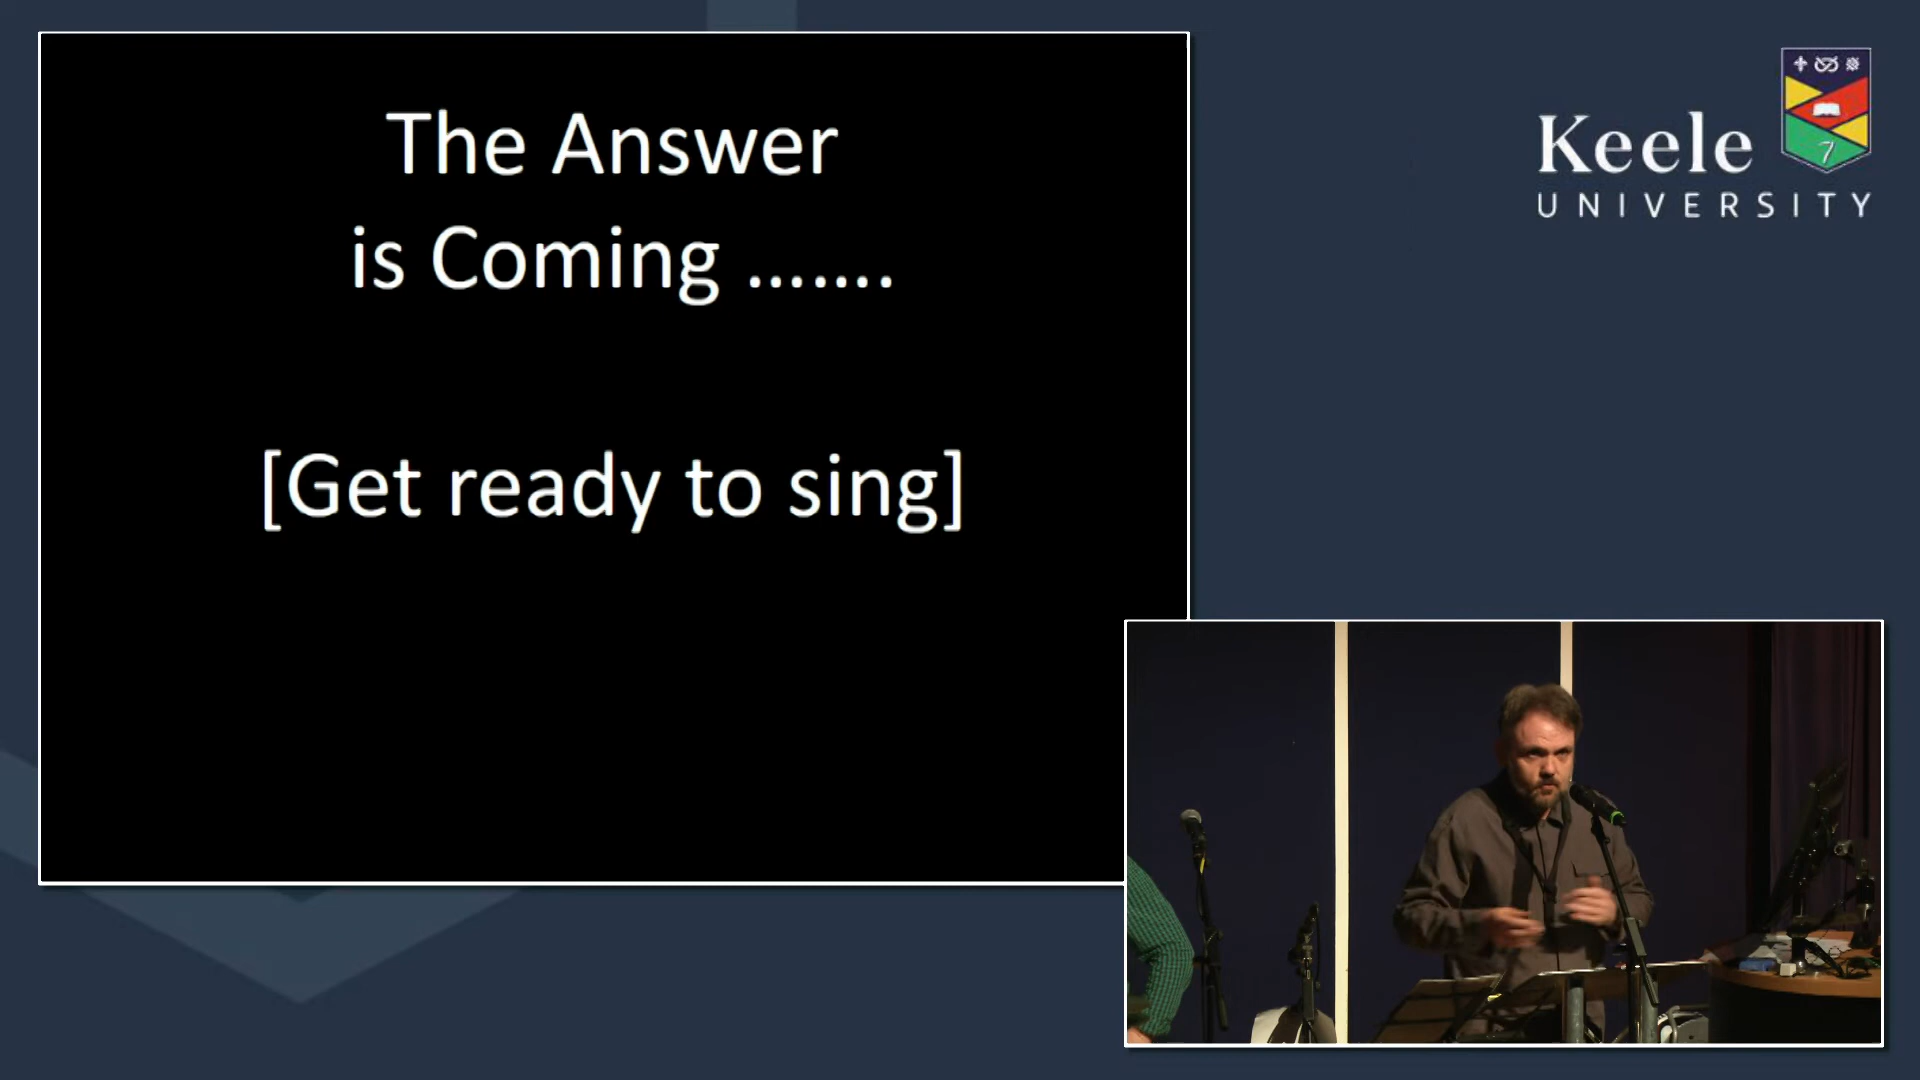 The Answer
is Coming .......
[Get ready to sing]
Keele
UNIVERSITY